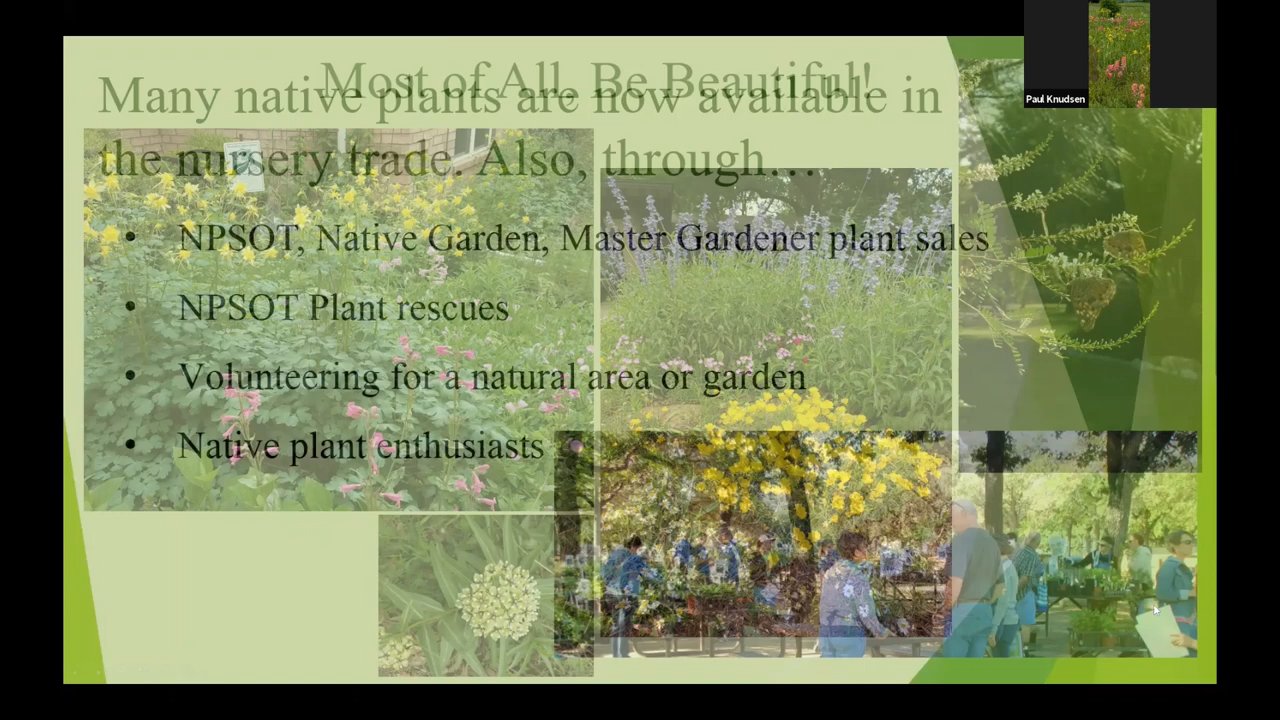 Most of All, Be Beautiful!
Many native plants are now available in
the nursery trade. Also, through…
• NPSOT, Native Garden, Master Gardener plant sales
• NPSOT Plant rescues
• Volunteering for a natural area or garden
• Native plant enthusiasts
Paul Knudsen